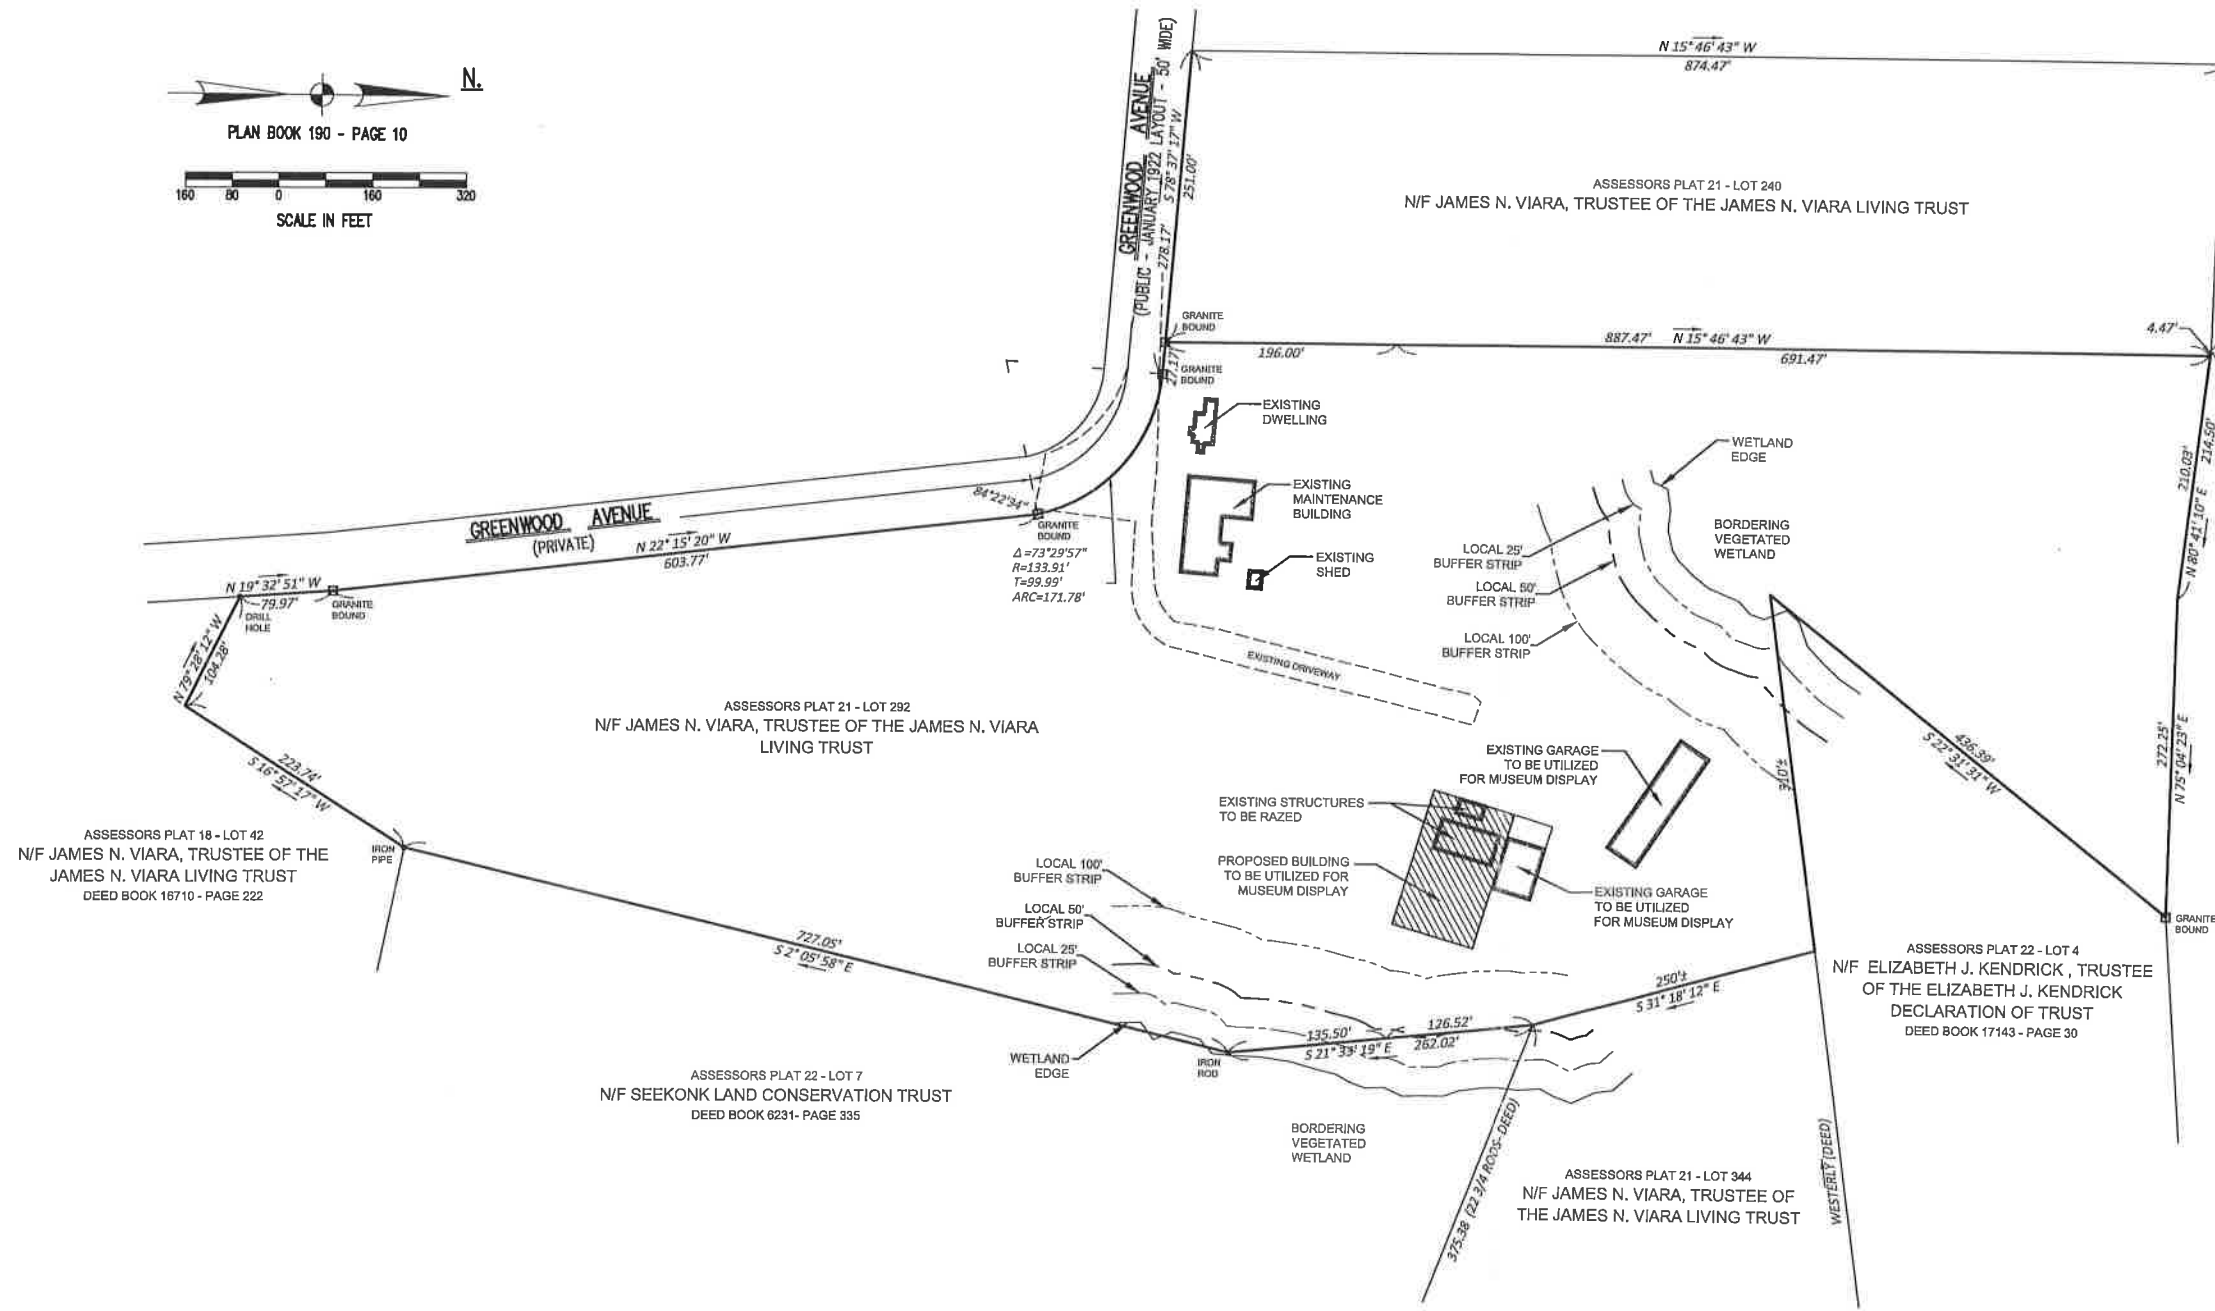 N.
PLAN BOOK 190 - PAGE 10
160 80 0 160 320
SCALE IN FEET
GREENWOOD AVENUE
(PUBLIC - JANUARY 1922 LAYOUT - 50' WIDE)
S 78° 37' 17" W
278.17'
251.00'
27.17'
N 15° 46' 43" W
874.47'
ASSESSORS PLAT 21 - LOT 240
N/F JAMES N. VIARA, TRUSTEE OF THE JAMES N. VIARA LIVING TRUST
GRANITE
BOUND
887.47' N 15° 46' 43" W
196.00'
691.47'
4.47'
GRANITE
BOUND
EXISTING
DWELLING
EXISTING
MAINTENANCE
BUILDING
EXISTING
SHED
WETLAND
EDGE
BORDERING
VEGETATED
WETLAND
LOCAL 25'
BUFFER STRIP
LOCAL 50'
BUFFER STRIP
LOCAL 100'
BUFFER STRIP
210.03'
214.50'
N 80° 41' 10" E
272.25'
N 75° 04' 23" E
GREENWOOD AVENUE
(PRIVATE)
N 22° 15' 20" W
603.77'
84°22'34"
GRANITE
BOUND
Δ =73°29'57"
R=133.91'
T=99.99'
ARC=171.78'
N 19° 32' 51" W
79.97'
DRILL
HOLE
GRANITE
BOUND
N 79° 28' 12" W
104.28'
EXISTING DRIVEWAY
ASSESSORS PLAT 21 - LOT 292
N/F JAMES N. VIARA, TRUSTEE OF THE JAMES N. VIARA
LIVING TRUST
223.74'
S 16° 57' 17" W
ASSESSORS PLAT 18 - LOT 42
N/F JAMES N. VIARA, TRUSTEE OF THE
JAMES N. VIARA LIVING TRUST
DEED BOOK 16710 - PAGE 222
IRON
PIPE
EXISTING GARAGE
TO BE UTILIZED
FOR MUSEUM DISPLAY
310'±
436.39'
S 22° 31' 31" W
EXISTING STRUCTURES
TO BE RAZED
PROPOSED BUILDING
TO BE UTILIZED FOR
MUSEUM DISPLAY
EXISTING GARAGE
TO BE UTILIZED
FOR MUSEUM DISPLAY
GRANITE
BOUND
LOCAL 100'
BUFFER STRIP
LOCAL 50'
BUFFER STRIP
LOCAL 25'
BUFFER STRIP
727.05'
S 2° 05' 58" E
ASSESSORS PLAT 22 - LOT 4
N/F ELIZABETH J. KENDRICK , TRUSTEE
OF THE ELIZABETH J. KENDRICK
DECLARATION OF TRUST
DEED BOOK 17143 - PAGE 30
250'±
S 31° 18' 12" E
135.50'
126.52'
S 21° 33' 19" E
262.02'
WETLAND
EDGE
IRON
ROD
ASSESSORS PLAT 22 - LOT 7
N/F SEEKONK LAND CONSERVATION TRUST
DEED BOOK 6231- PAGE 335
BORDERING
VEGETATED
WETLAND
375.38 (22 3/4 RODS-DEED)
ASSESSORS PLAT 21 - LOT 344
N/F JAMES N. VIARA, TRUSTEE OF
THE JAMES N. VIARA LIVING TRUST
WESTERLY (DEED)